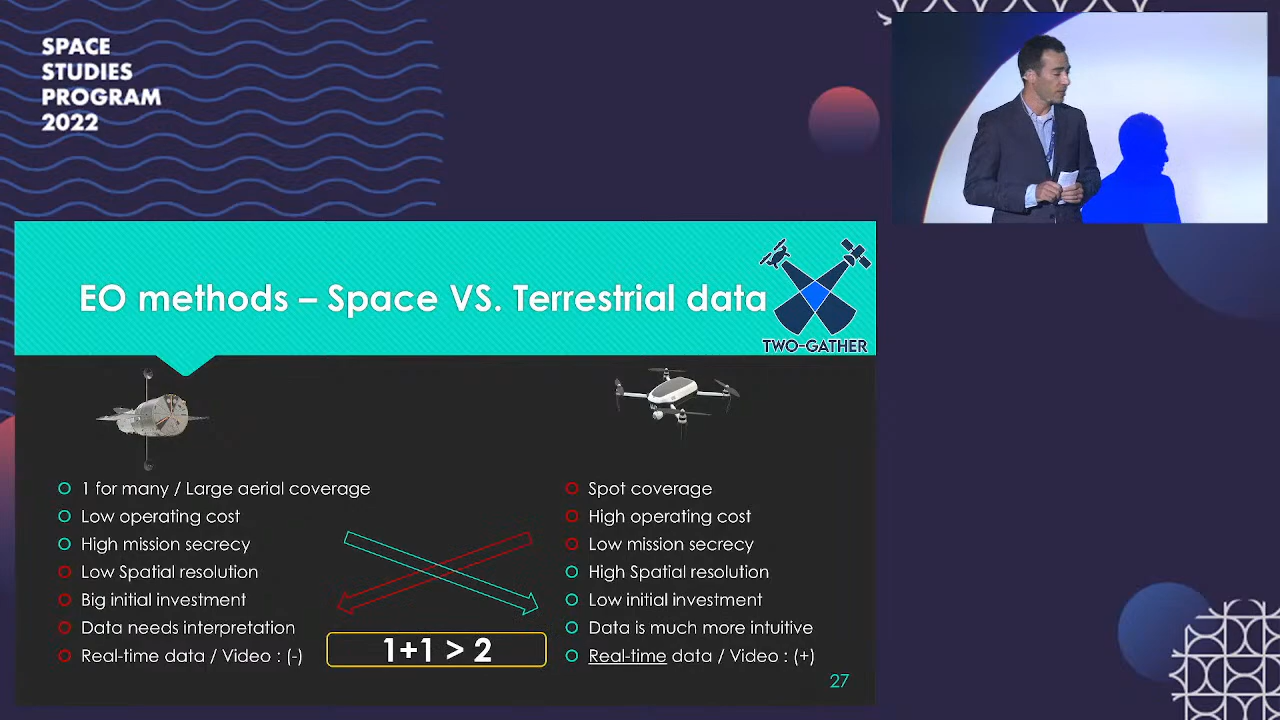 SPACE
STUDIES
PROGRAM
2022
EO methods – Space VS. Terrestrial data
TWO-GATHER
1 for many / Large aerial coverage
Low operating cost
High mission secrecy
Low Spatial resolution
Big initial investment
Data needs interpretation
Real-time data / Video : (-)
1+1 > 2
Spot coverage
High operating cost
Low mission secrecy
High Spatial resolution
Low initial investment
Data is much more intuitive
Real-time data / Video : (+)
27